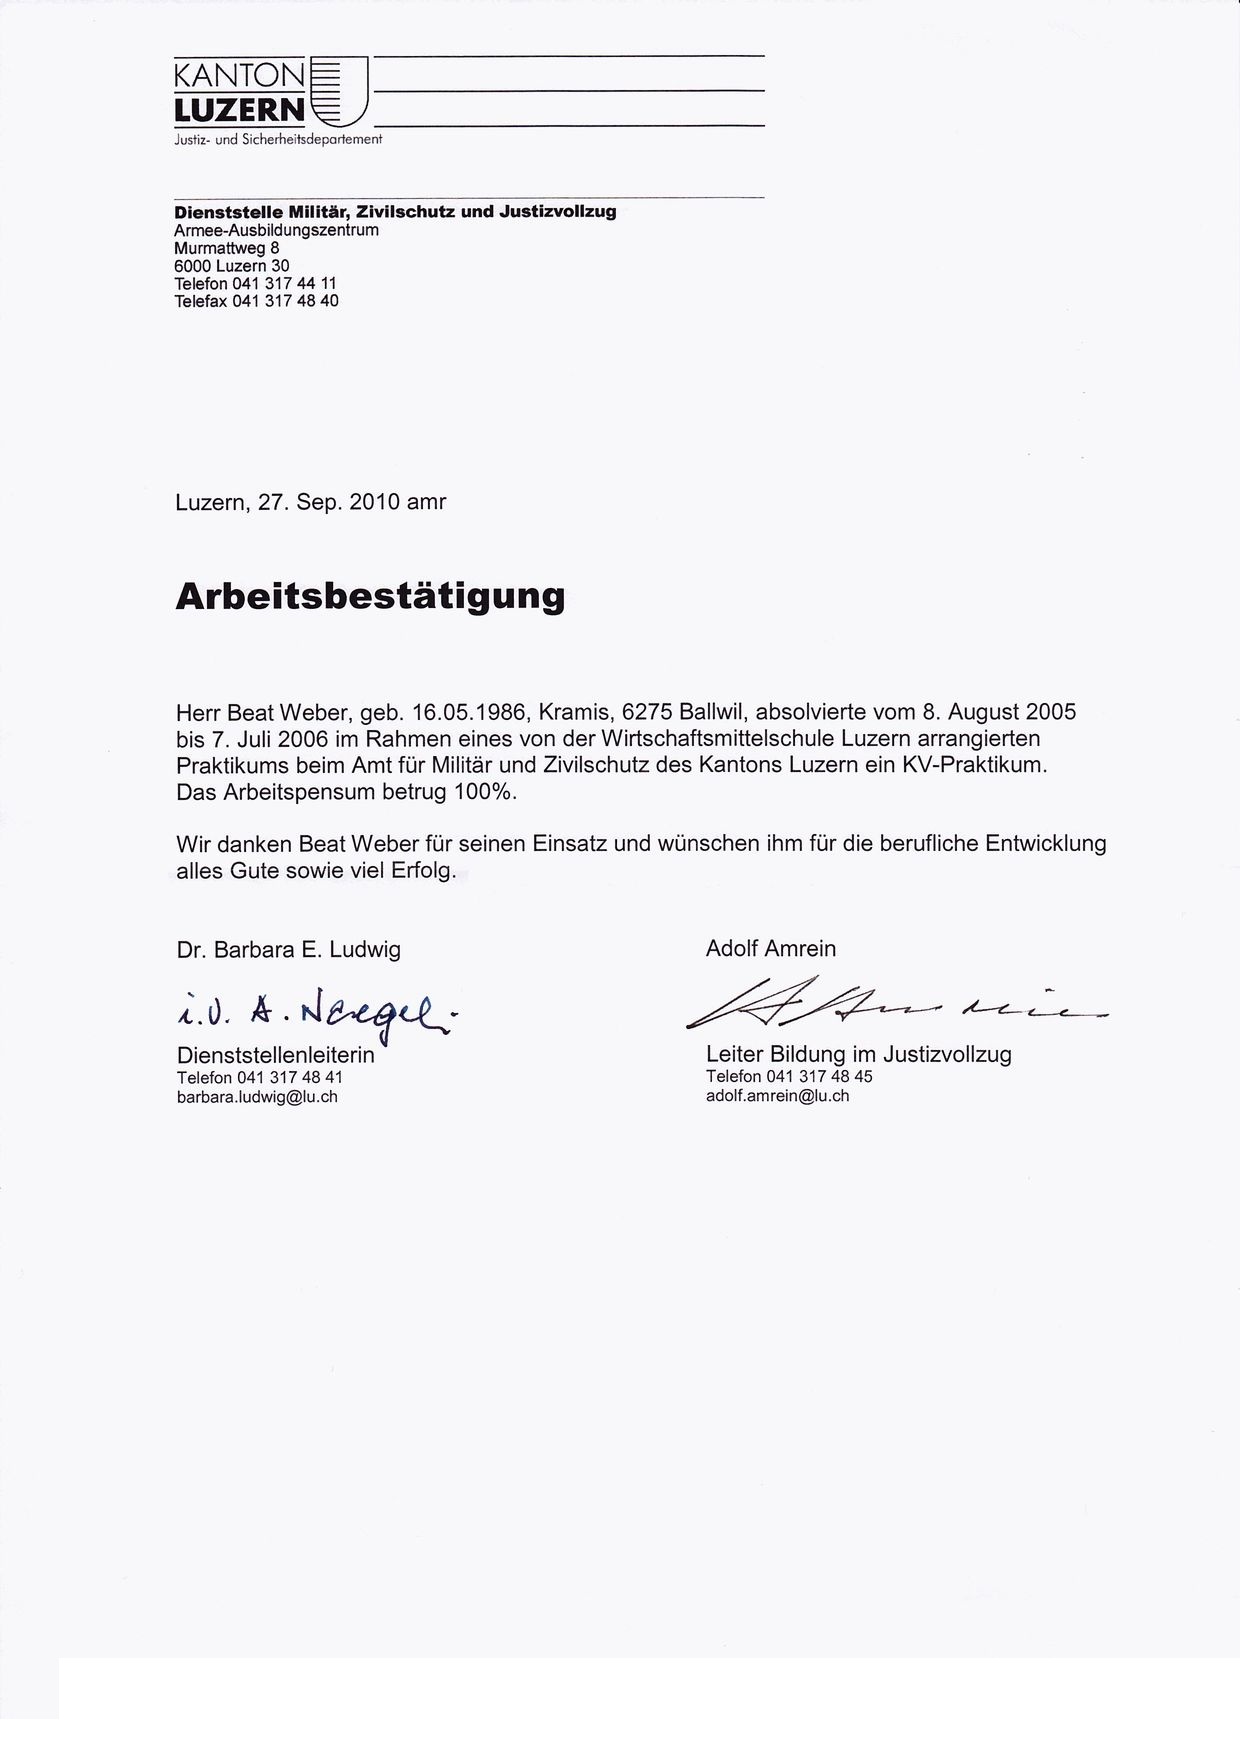 KANTON
LUZERN
Justiz- und Sicherheitsdepartement
Dienststelle Militär, Zivilschutz und Justizvollzug
Armee-Ausbildungszentrum
Murmattweg 8
6000 Luzern 30
Telefon 041 317 44 11
Telefax 041 317 48 40
Luzern, 27. Sep. 2010 amr
Arbeitsbestätigung
Herr Beat Weber, geb. 16.05.1986, Kramis, 6275 Ballwil, absolvierte vom 8. August 2005
bis 7. Juli 2006 im Rahmen eines von der Wirtschaftsmittelschule Luzern arrangierten
Praktikums beim Amt für Militär und Zivilschutz des Kantons Luzern ein KV-Praktikum.
Das Arbeitspensum betrug 100%.
Wir danken Beat Weber für seinen Einsatz und wünschen ihm für die berufliche Entwicklung
alles Gute sowie viel Erfolg.
Dr. Barbara E. Ludwig
i.V. A.
Dienststellenleiterin
Telefon 041 317 48 41
barbara.ludwig@lu.ch
Adolf Amrein
Leiter Bildung im Justizvollzug
Telefon 041 317 48 45
adolf.amrein@lu.ch